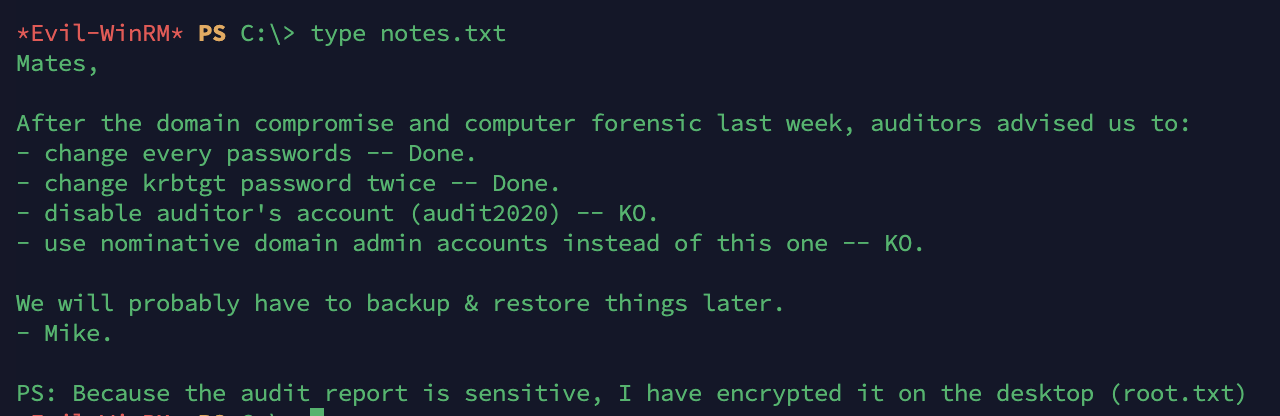 *Evil-WinRM* PS C:\> type notes.txt
Mates,
After the domain compromise and computer forensic last week, auditors advised us to:
- change every passwords -- Done.
- change krbtgt password twice -- Done.
- disable auditor's account (audit2020) -- KO.
- use nominative domain admin accounts instead of this one -- KO.
We will probably have to backup & restore things later.
- Mike.
PS: Because the audit report is sensitive, I have encrypted it on the desktop (root.txt)